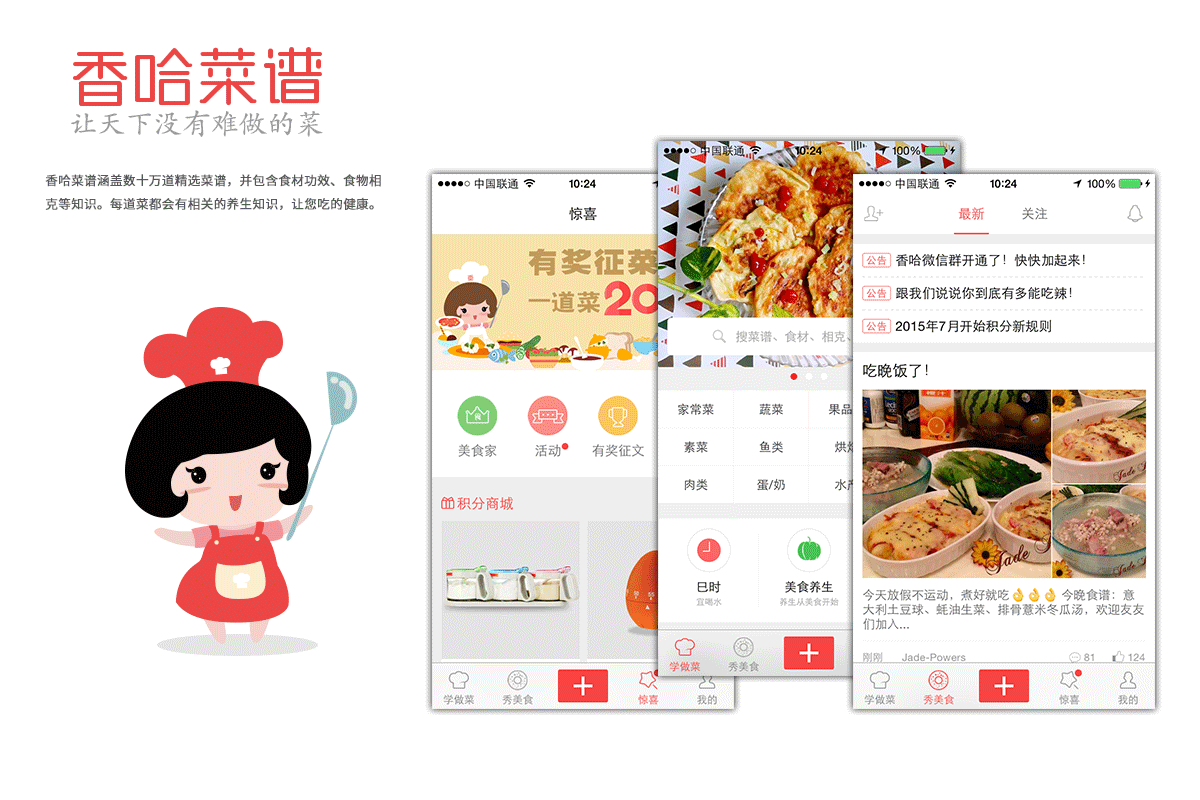 香哈菜谱
让天下没有难做的菜
香哈菜谱涵盖数十万道精选菜谱，并包含食材功效、食物相
克等知识。每道菜都会有相关的养生知识，让您吃的健康。
中国联通 10:24
惊喜
有奖征菜
一道菜20
美食家 活动 有奖征文
积分商城
学做菜 秀美食 惊喜 我的
中国联通 10:24 100%
搜菜谱、食材、相克、
家常菜 蔬菜 果品
素菜 鱼类 烘焙
肉类 蛋/奶 水产
巳时 美食养生
宜喝水 养生从美食开始
学做菜 秀美食
中国联通 10:24 100%
最新 关注
公告 香哈微信群开通了！快快加起来！
公告 跟我们说说你到底有多能吃辣！
公告 2015年7月开始积分新规则
吃晚饭了！
Jade
今天放假不运动，煮好就吃👌👌👌 今晚食谱：意
大利土豆球、蚝油生菜、排骨薏米冬瓜汤，欢迎友友
们加入...
刚刚 Jade-Powers 81 124
学做菜 秀美食 惊喜 我的